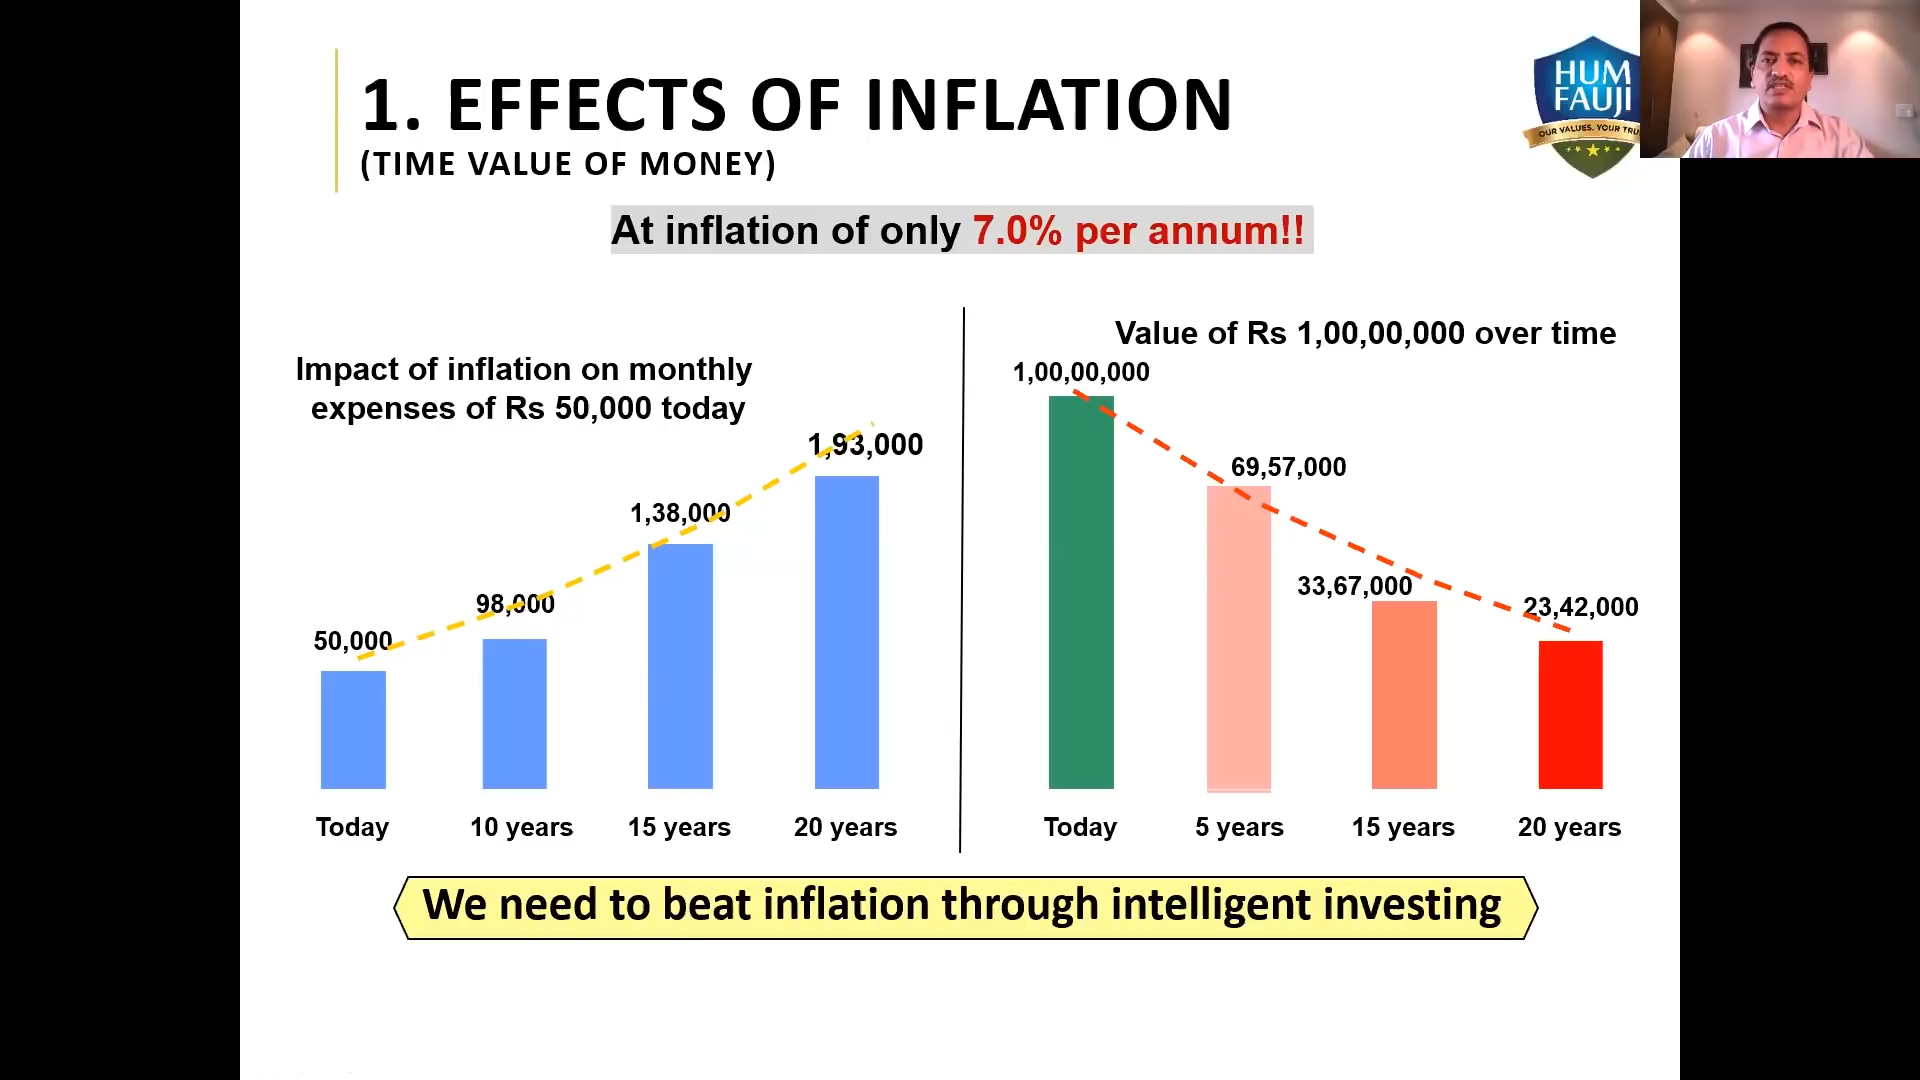 1. EFFECTS OF INFLATION
(TIME VALUE OF MONEY)
HUM
FAUJI
OUR VALUES. YOUR TRU
At inflation of only 7.0% per annum!!
Impact of inflation on monthly
expenses of Rs 50,000 today
50,000
98,000
1,38,000
1,93,000
Today
10 years
15 years
20 years
Value of Rs 1,00,00,000 over time
1,00,00,000
69,57,000
33,67,000
23,42,000
Today
5 years
15 years
20 years
We need to beat inflation through intelligent investing